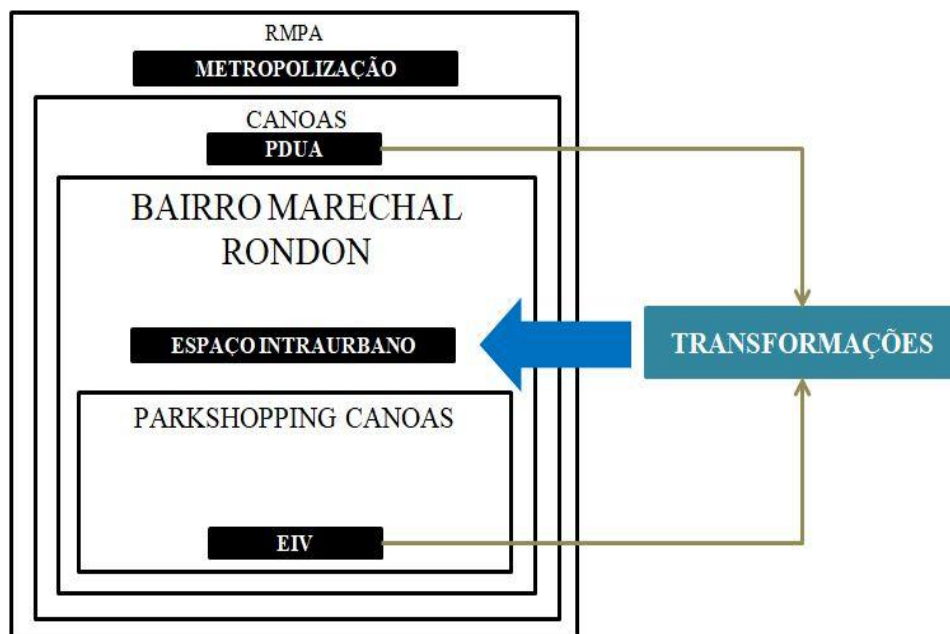 RMPA
METROPOLIZAÇÃO
CANOAS
PDUA
BAIRRO MARECHAL
RONDON
ESPAÇO INTRAURBANO
TRANSFORMAÇÕES
PARKSHOPPING CANOAS
EIV